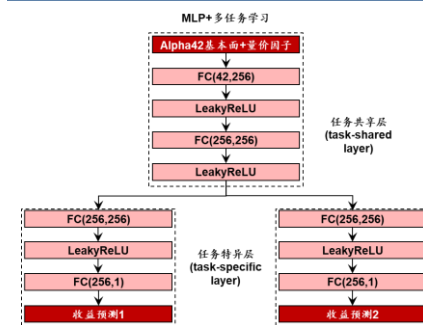 MLP+多任务学习
Alpha42基本面+量价因子
FC(42,256)
LeakyReLU
FC(256,256)
LeakyReLU
任务共享层
(task-shared
layer)
FC(256,256)
LeakyReLU
FC(256,1)
收益预测1
任务特异层
(task-specific
layer)
FC(256,256)
LeakyReLU
FC(256,1)
收益预测2